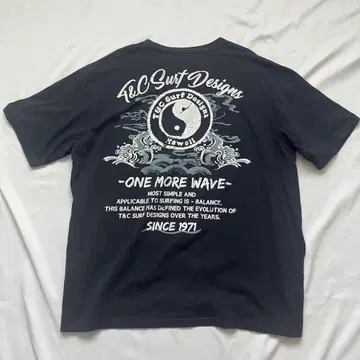 T&C Surf Designs
T&C Surf Designs
Hawaii
-ONE MORE WAVE-
MOST SIMPLE AND
APPLICABLE TO SURFING IS - BALANCE.
THIS BALANCE HAS DEFINED THE EVOLUTION OF
T&C SURF DESIGNS OVER THE YEARS.
SINCE 1971